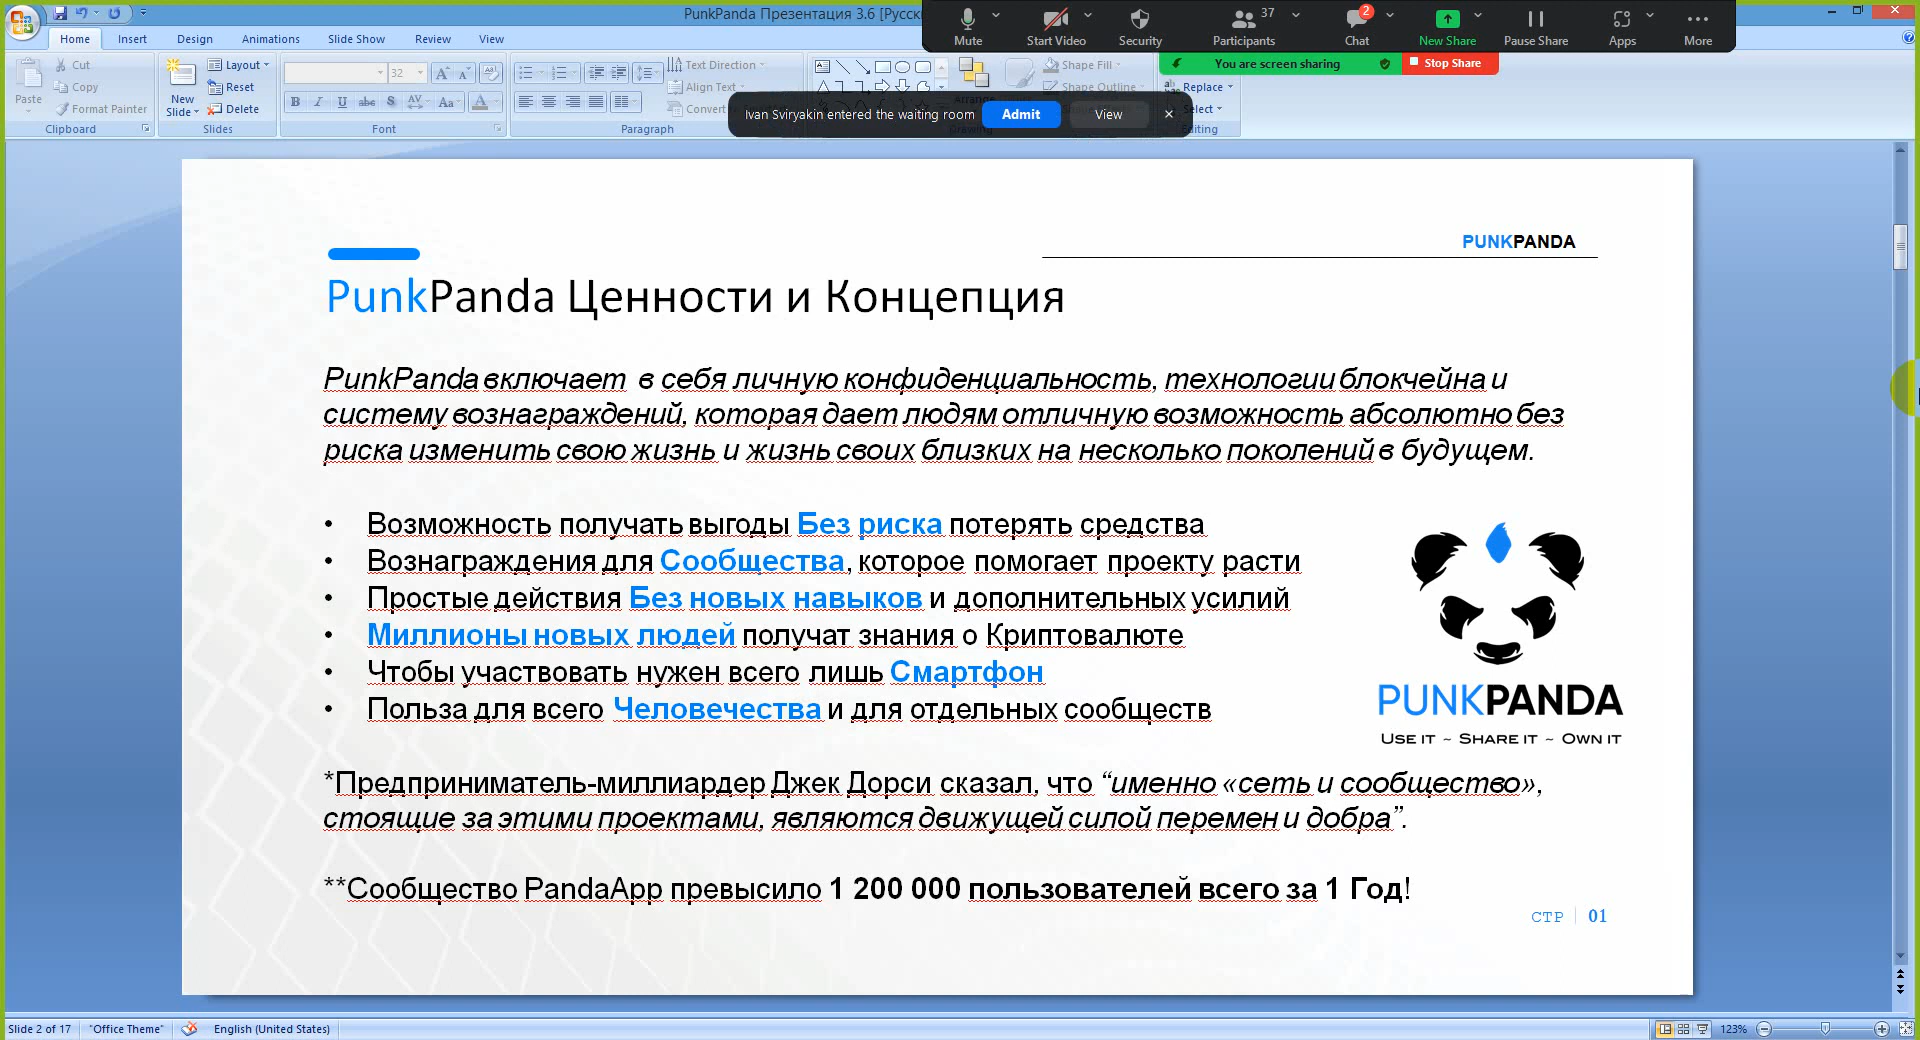 PunkPanda Презентация 3.6 [Русск
Mute
Start Video
Security
37
Participants
2
Chat
New Share
Pause Share
Apps
More
You are screen sharing
Stop Share
Home
Insert
Design
Animations
Slide Show
Review
View
Paste
Cut
Copy
Format Painter
Clipboard
New Slide
Layout
Reset
Delete
Slides
32
Font
Text Direction
Align Text
Convert
Paragraph
Shape Fill
Shape Outline
Replace
Select
Editing
Ivan Sviryakin entered the waiting room
Admit
View
PUNKPANDA
PunkPanda Ценности и Концепция
PunkPanda включает в себя личную конфиденциальность, технологии блокчейна и
систему вознаграждений, которая дает людям отличную возможность абсолютно без
риска изменить свою жизнь и жизнь своих близких на несколько поколений в будущем.
• Возможность получать выгоды Без риска потерять средства
• Вознаграждения для Сообщества, которое помогает проекту расти
• Простые действия Без новых навыков и дополнительных усилий
• Миллионы новых людей получат знания о Криптовалюте
• Чтобы участвовать нужен всего лишь Смартфон
• Польза для всего Человечества и для отдельных сообществ
PUNKPANDA
USE IT ~ SHARE IT ~ OWN IT
*Предприниматель-миллиардер Джек Дорси сказал, что “именно «сеть и сообщество»,
стоящие за этими проектами, являются движущей силой перемен и добра”.
**Сообщество PandaApp превысило 1 200 000 пользователей всего за 1 Год!
СТР | 01
Slide 2 of 17
"Office Theme"
English (United States)
123%